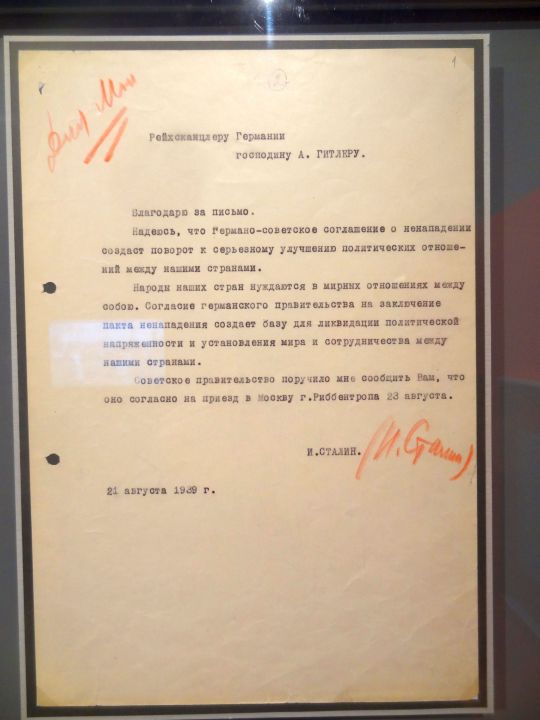 1
Рейхсканцлеру Германии
господину А. ГИТЛЕРУ.
Благодарю за письмо.
Надеюсь, что Германо-советское соглашение о ненападении
создаст поворот к серьезному улучшению политических отноше-
ний между нашими странами.
Народы наших стран нуждаются в мирных отношениях между
собою. Согласие германского правительства на заключение
пакта ненападения создает базу для ликвидации политической
напряженности и установления мира и сотрудничества между
нашими странами.
Советское правительство поручило мне сообщить Вам, что
оно согласно на приезд в Москву г.Риббентропа 23 августа.
И.СТАЛИН. (И. Сталин)
21 августа 1939 г.